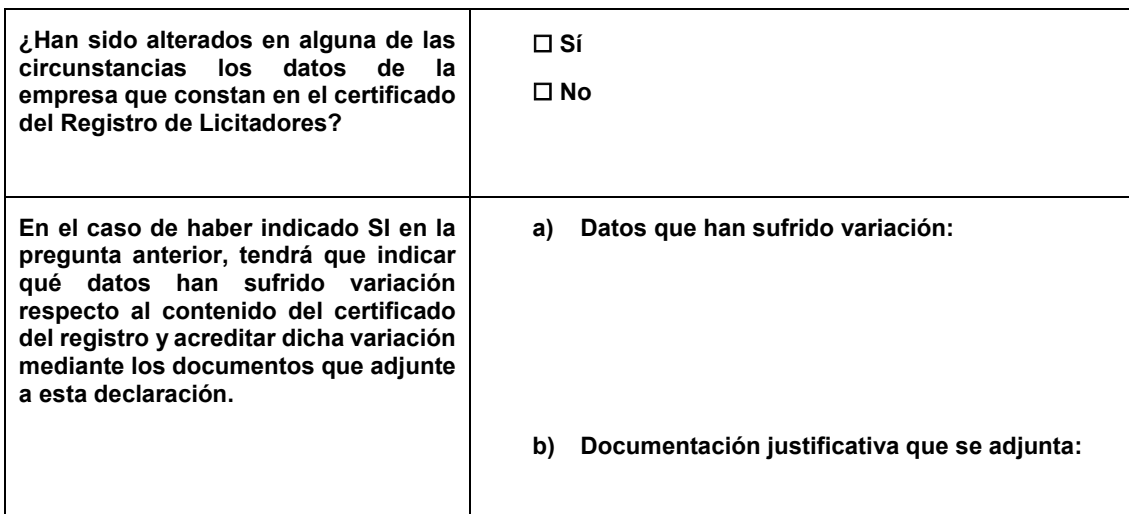 ¿Han sido alterados en alguna de las
circunstancias los datos de la
empresa que constan en el certificado
del Registro de Licitadores?
☐ Sí
☐ No
En el caso de haber indicado SI en la
pregunta anterior, tendrá que indicar
qué datos han sufrido variación
respecto al contenido del certificado
del registro y acreditar dicha variación
mediante los documentos que adjunte
a esta declaración.
a) Datos que han sufrido variación:
b) Documentación justificativa que se adjunta: